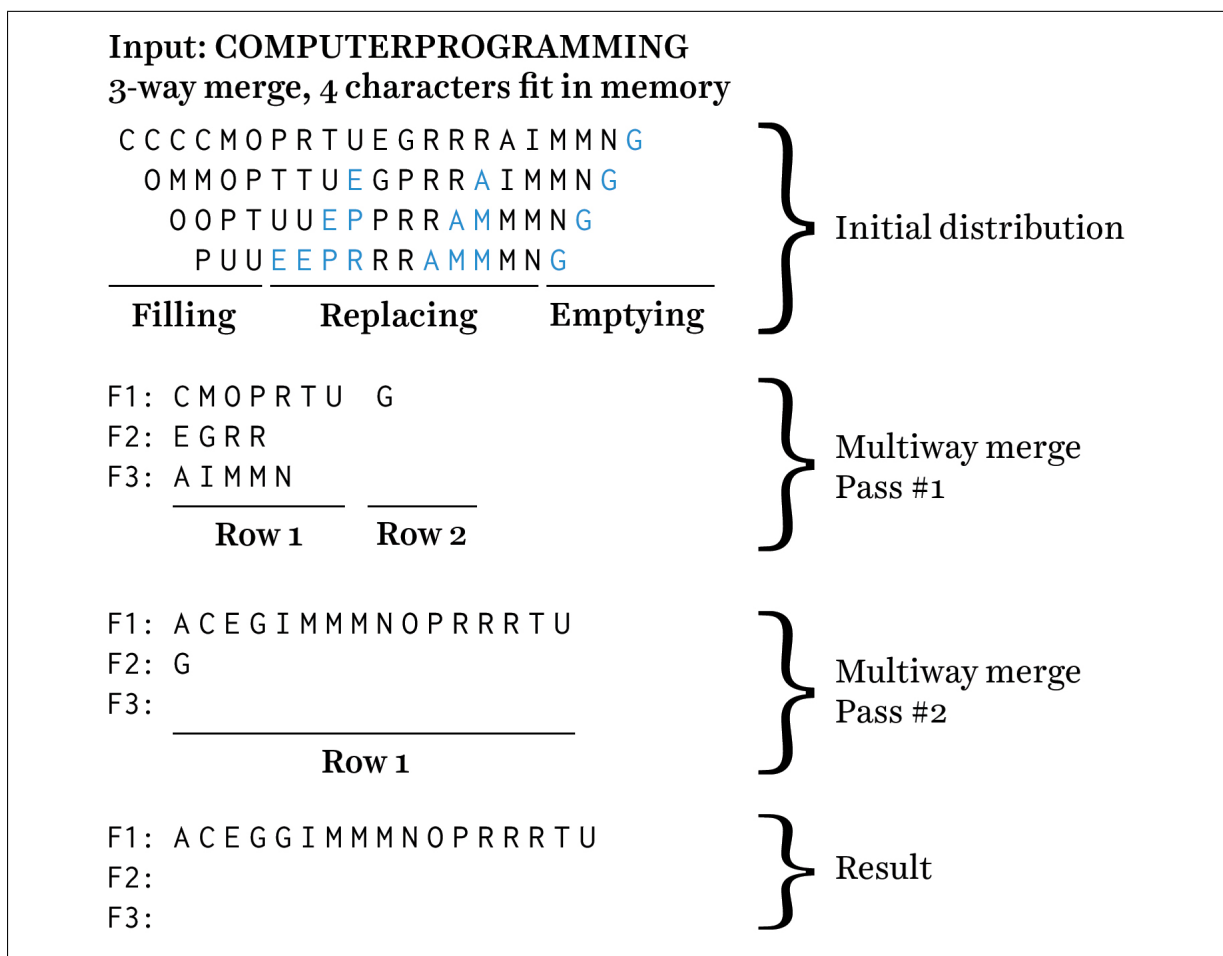 Input: COMPUTERPROGRAMMING
3-way merge, 4 characters fit in memory
C C C C M O P R T U E G R R R A I M M N G
O M M O P T T U E G P R R A I M M N G
O O P T U U E P P R R A M M M N G
P U U E E P R R R A M M M N G
Filling Replacing Emptying
Initial distribution
F1: C M O P R T U G
F2: E G R R
F3: A I M M N
Row 1 Row 2
Multiway merge
Pass #1
F1: A C E G I M M M N O P R R R T U
F2: G
F3:
Row 1
Multiway merge
Pass #2
F1: A C E G G I M M M N O P R R R T U
F2:
F3:
Result